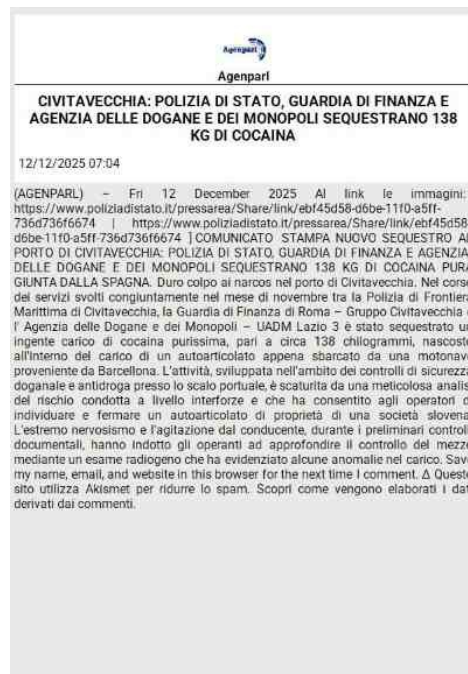 Agenparl
Agenparl
CIVITAVECCHIA: POLIZIA DI STATO, GUARDIA DI FINANZA E
AGENZIA DELLE DOGANE E DEI MONOPOLI SEQUESTRANO 138
KG DI COCAINA
12/12/2025 07:04
(AGENPARL) – Fri 12 December 2025 Al link le immagini:
https://www.poliziadistato.it/pressarea/Share/link/ebf45d58-d6be-11f0-a5ff-
736d736f6674 | https://www.poliziadistato.it/pressarea/Share/link/ebf45d58-
d6be-11f0-a5ff-736d736f6674 ] COMUNICATO STAMPA NUOVO SEQUESTRO AL
PORTO DI CIVITAVECCHIA: POLIZIA DI STATO, GUARDIA DI FINANZA E AGENZIA
DELLE DOGANE E DEI MONOPOLI SEQUESTRANO 138 KG DI COCAINA PURA
GIUNTA DALLA SPAGNA. Duro colpo ai narcos nel porto di Civitavecchia. Nel corso
dei servizi svolti congiuntamente nel mese di novembre tra la Polizia di Frontiera
Marittima di Civitavecchia, la Guardia di Finanza di Roma – Gruppo Civitavecchia e
l' Agenzia delle Dogane e dei Monopoli – UADM Lazio 3 è stato sequestrato un
ingente carico di cocaina purissima, pari a circa 138 chilogrammi, nascosto
all'interno del carico di un autoarticolato appena sbarcato da una motonave
proveniente da Barcellona. L'attività, sviluppata nell'ambito dei controlli di sicurezza
doganale e antidroga presso lo scalo portuale, è scaturita da una meticolosa analisi
del rischio condotta a livello interforze e che ha consentito agli operatori di
individuare e fermare un autoarticolato di proprietà di una società slovena.
L'estremo nervosismo e l'agitazione dal conducente, durante i preliminari controlli
documentali, hanno indotto gli operanti ad approfondire il controllo del mezzo
mediante un esame radiogeno che ha evidenziato alcune anomalie nel carico. Save
my name, email, and website in this browser for the next time I comment. Δ Questo
sito utilizza Akismet per ridurre lo spam. Scopri come vengono elaborati i dati
derivati dai commenti.